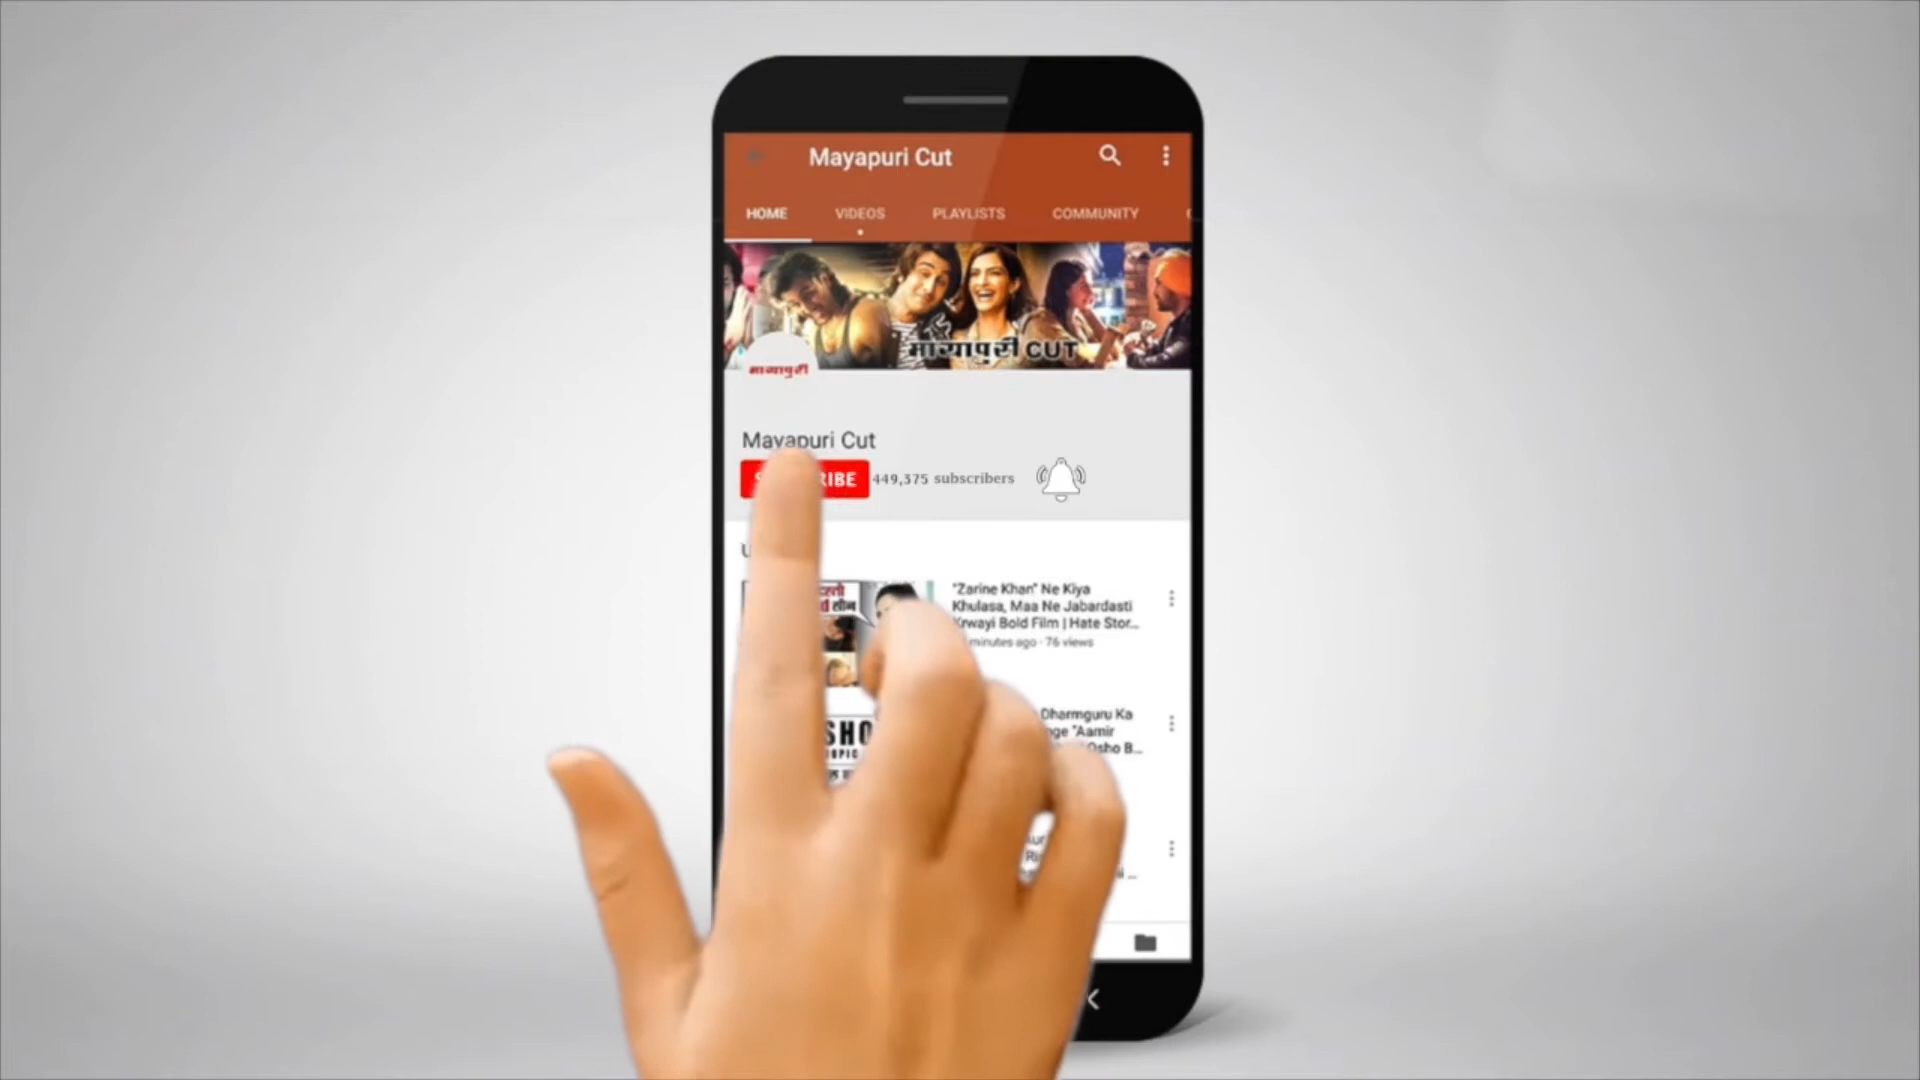 Mayapuri Cut
HOME VIDEOS PLAYLISTS COMMUNITY
मायापुरी CUT
मायापुरी
Mayapuri Cut
449,375 subscribers
"Zarine Khan" Ne Kiya
Khulasa, Maa Ne Jabardasti
Krwayi Bold Film | Hate Stor...
minutes ago · 76 views
सीन
Dharmguru Ka
"Aamir
Osho B...